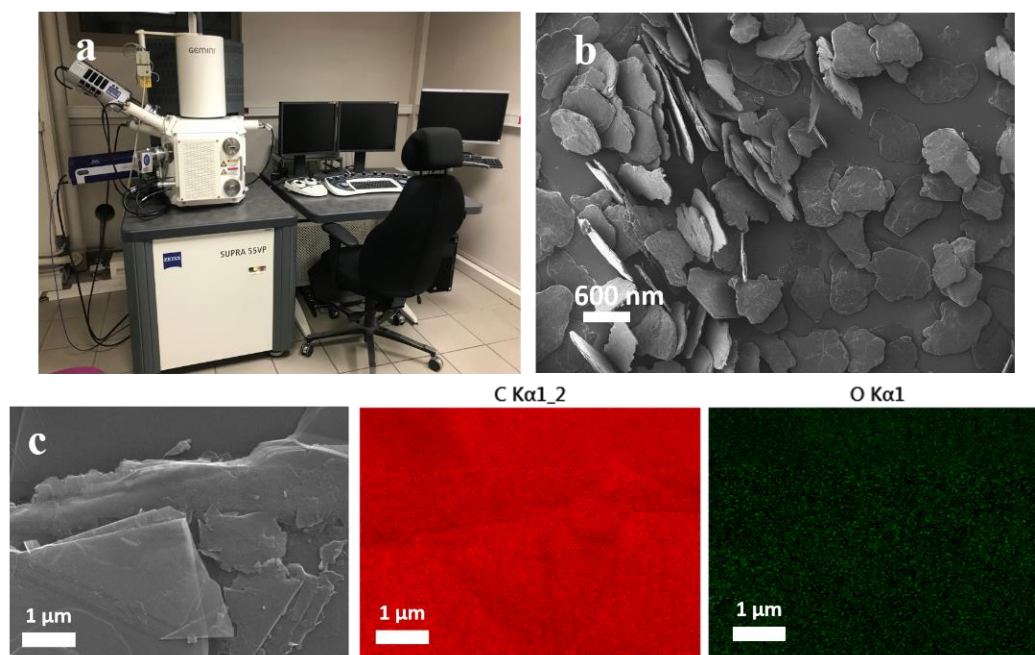 a
GEMINI
ZEISS
SUPRA 55VP
b
600 nm
C Kα1_2
O Kα1
c
1 µm
1 µm
1 µm